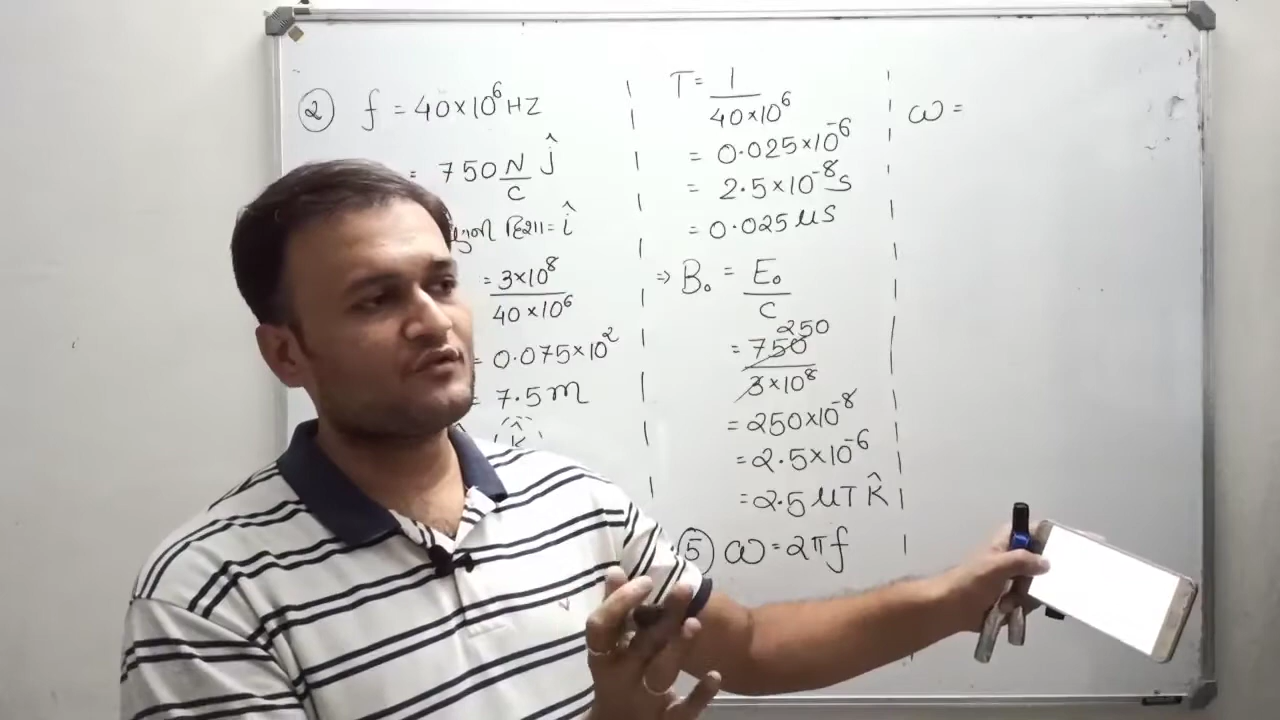 ② f = 40×10⁶ HZ
= 750 N/C ĵ
દિશા = î
= 3×10⁸ / 40×10⁶
= 0.075×10²
= 7.5 m
k̂
T = 1 / 40×10⁶
= 0.025×10⁻⁶
= 2.5×10⁻⁸ S
= 0.025 μS
⇒ B₀ = E₀ / C
250
= 750 / 3×10⁸
= 250×10⁻⁸
= 2.5×10⁻⁶
= 2.5 μT k̂
⑤ ω = 2πf
ω =